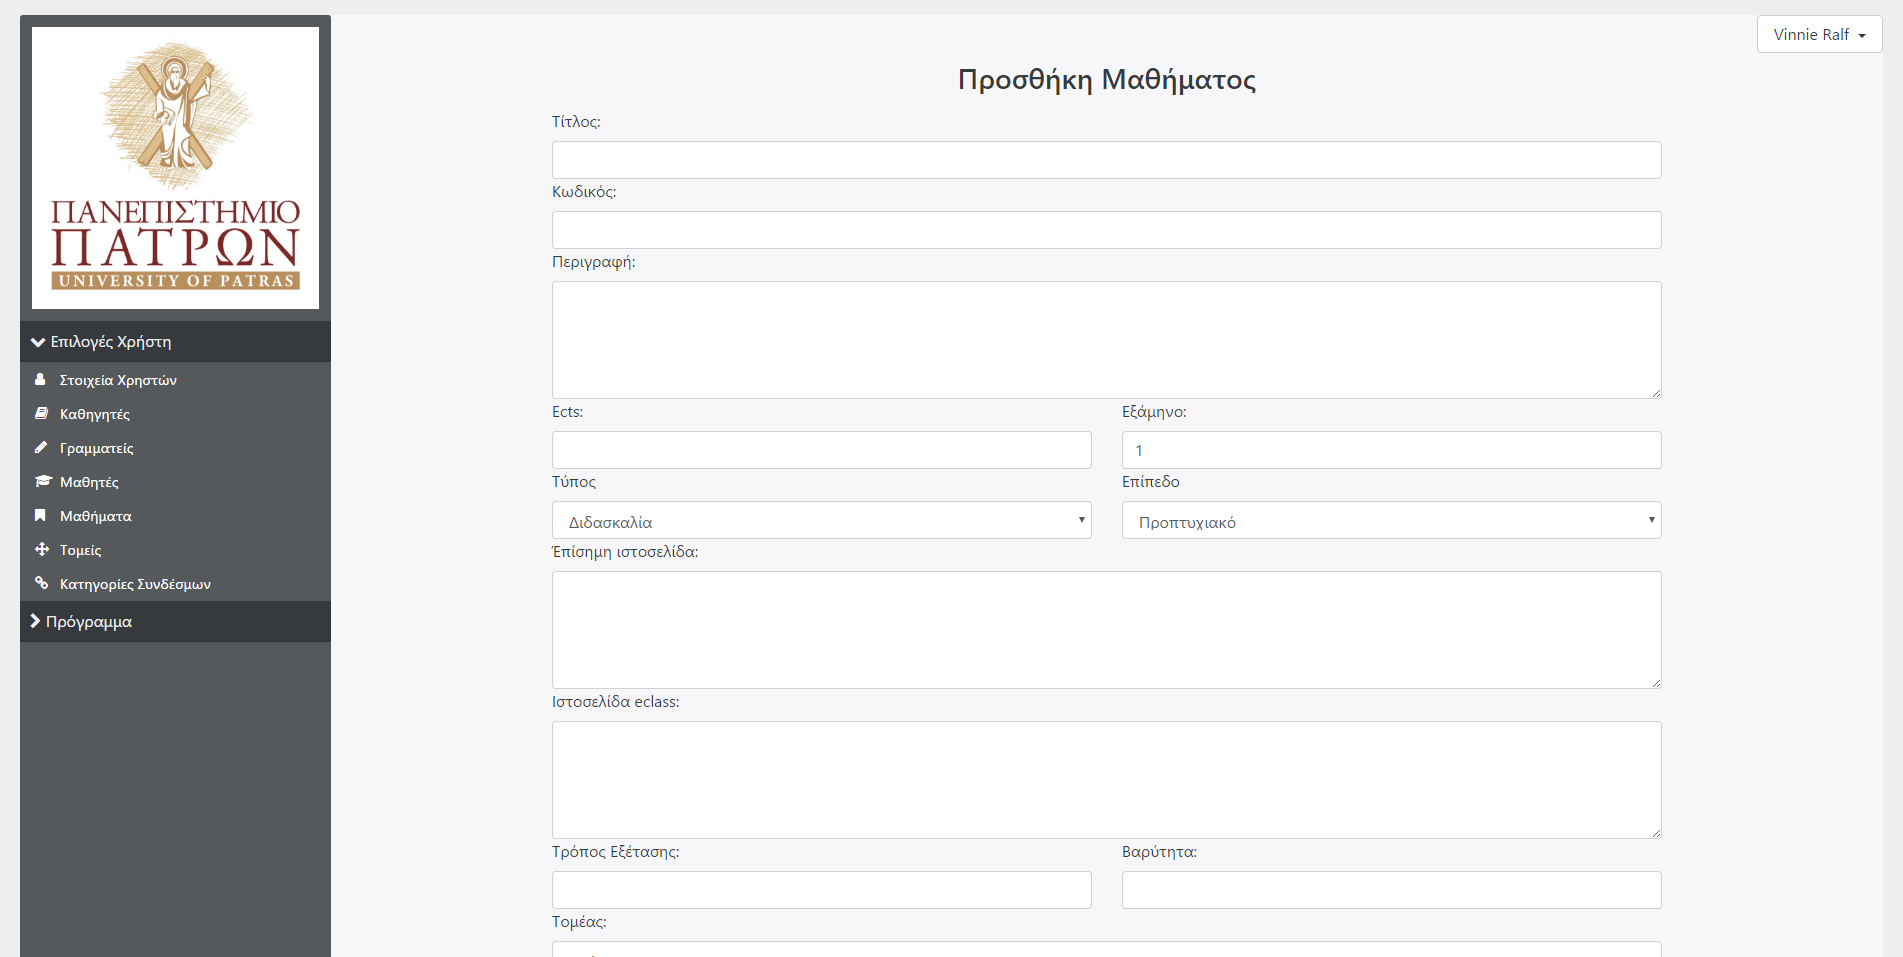 Vinnie Ralf
ΠΑΝΕΠΙΣΤΗΜΙΟ
ΠΑΤΡΩΝ
UNIVERSITY OF PATRAS
Επιλογές Χρήστη
Στοιχεία Χρηστών
Καθηγητές
Γραμματείς
Μαθητές
Μαθήματα
Τομείς
Κατηγορίες Συνδέσμων
Πρόγραμμα
Προσθήκη Μαθήματος
Τίτλος:
Κωδικός:
Περιγραφή:
Ects:
Εξάμηνο:
1
Τύπος
Επίπεδο
Διδασκαλία
Προπτυχιακό
Έπίσημη ιστοσελίδα:
Ιστοσελίδα eclass:
Τρόπος Εξέτασης:
Βαρύτητα:
Τομέας: